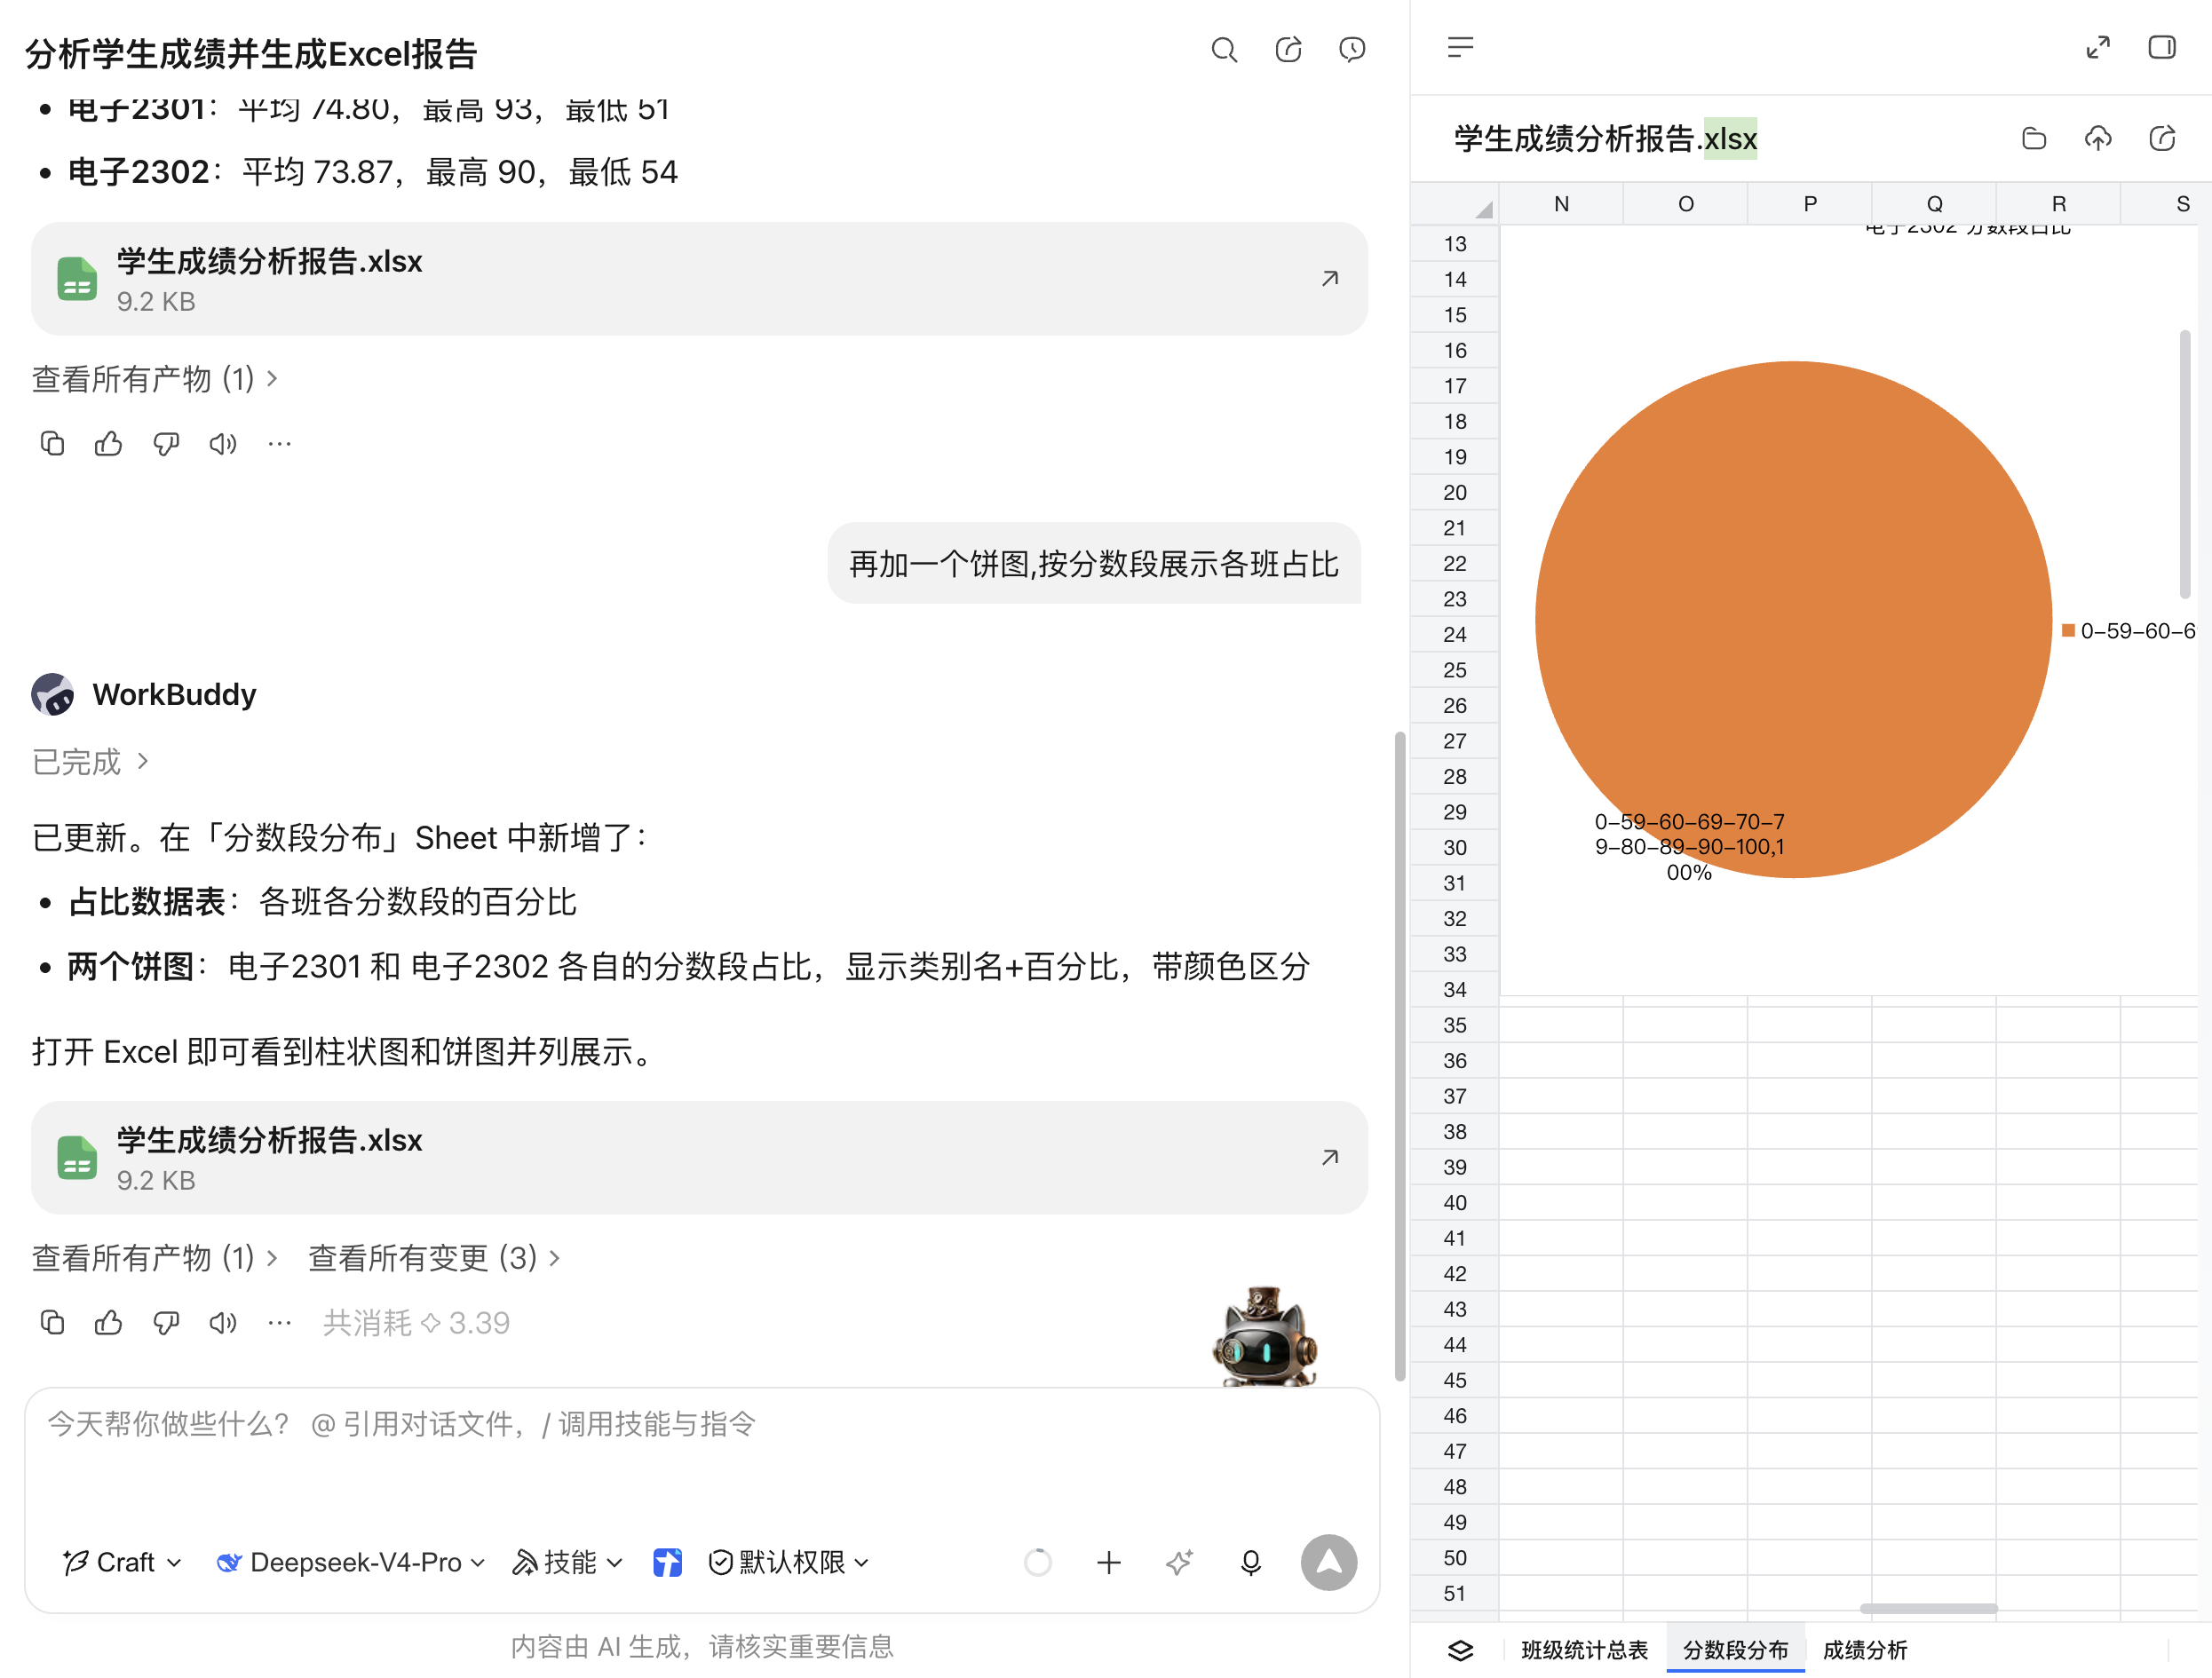 分析学生成绩并生成Excel报告
电子2301：平均 74.80，最高 93，最低 51
电子2302：平均 73.87，最高 90，最低 54
学生成绩分析报告.xlsx
9.2 KB
查看所有产物 (1)
再加一个饼图,按分数段展示各班占比
WorkBuddy
已完成
已更新。在「分数段分布」Sheet 中新增了：
占比数据表：各班各分数段的百分比
两个饼图：电子2301 和 电子2302 各自的分数段占比，显示类别名+百分比，带颜色区分
打开 Excel 即可看到柱状图和饼图并列展示。
学生成绩分析报告.xlsx
9.2 KB
查看所有产物 (1) 查看所有变更 (3)
共消耗 3.39
今天帮你做些什么？ @ 引用对话文件，/ 调用技能与指令
Craft Deepseek-V4-Pro 技能 默认权限
内容由 AI 生成，请核实重要信息
学生成绩分析报告.xlsx
N O P Q R S
电子2302 分数段占比
13
14
15
16
17
18
19
20
21
22
23
24
25
26
27
28
29
30
31
32
33
34
35
36
37
38
39
40
41
42
43
44
45
46
47
48
49
50
51
0–59–60–6
0–59–60–69–70–7
9–80–89–90–100,1
00%
班级统计总表 分数段分布 成绩分析